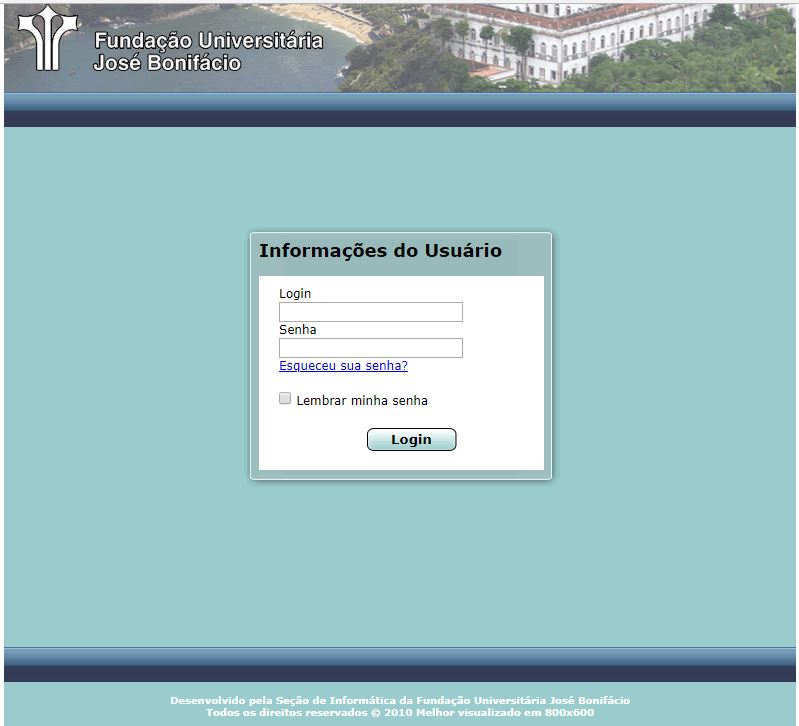 Fundação Universitária
José Bonifácio
Informações do Usuário
Login
Senha
Esqueceu sua senha?
Lembrar minha senha
Login
Desenvolvido pela Seção de Informática da Fundação Universitária José Bonifácio
Todos os direitos reservados © 2010 Melhor visualizado em 800x600